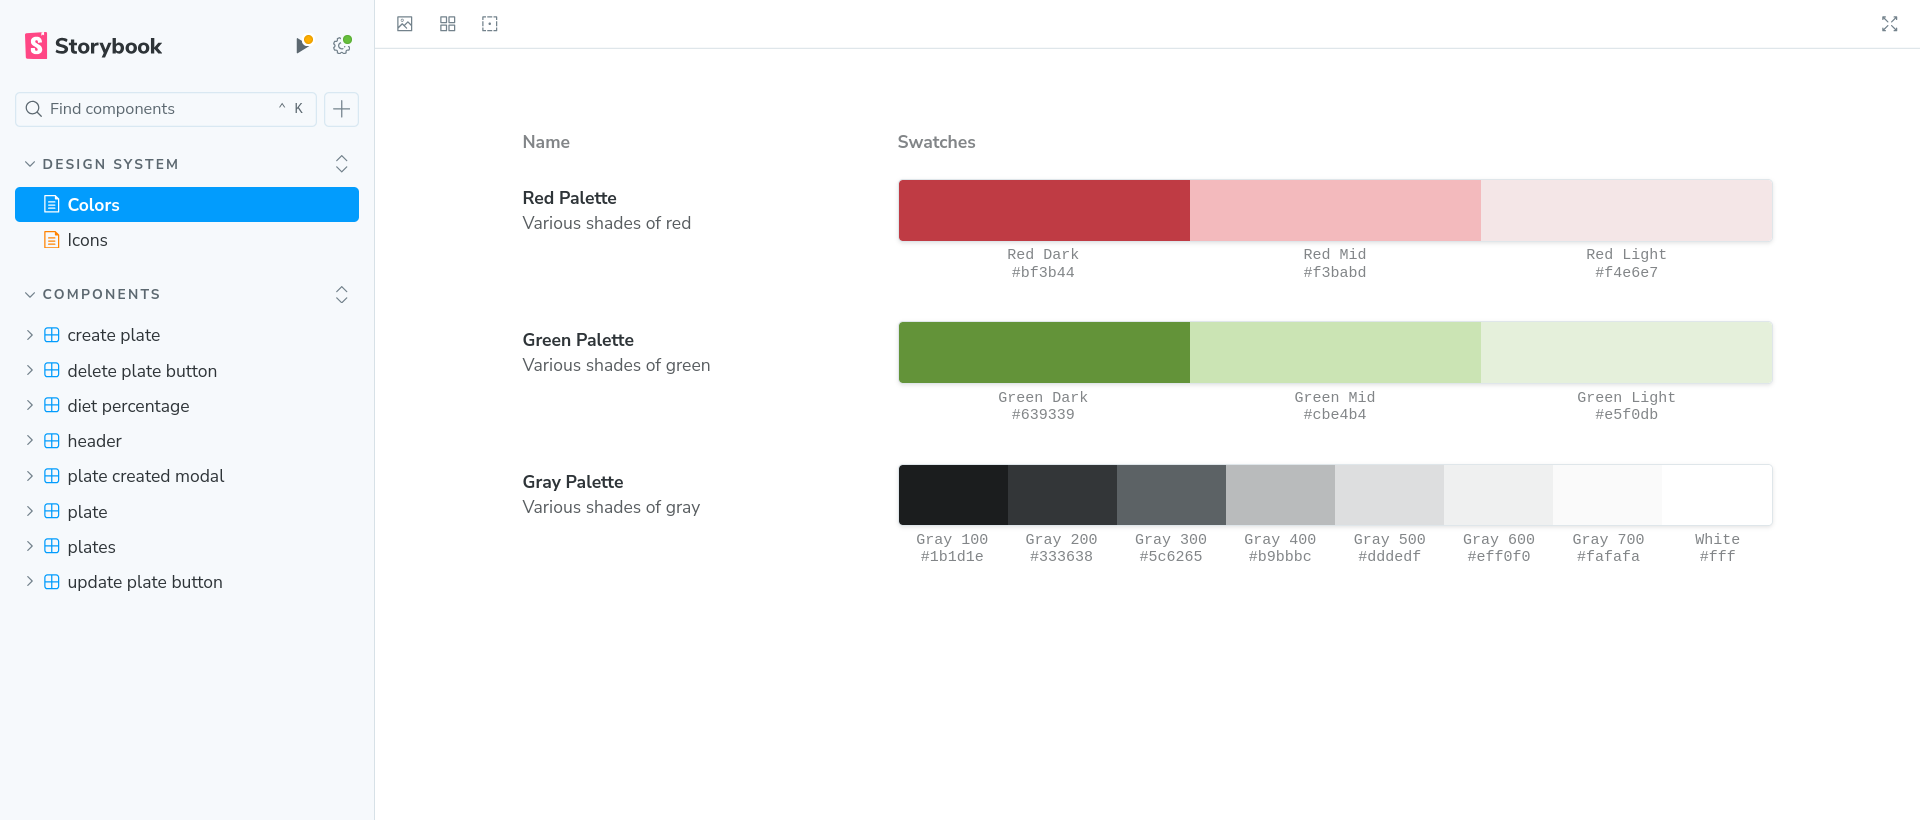 Storybook
Find components
^ K
DESIGN SYSTEM
Colors
Icons
COMPONENTS
create plate
delete plate button
diet percentage
header
plate created modal
plate
plates
update plate button
Name Swatches
Red Palette
Various shades of red
Red Dark Red Mid Red Light
#bf3b44 #f3babd #f4e6e7
Green Palette
Various shades of green
Green Dark Green Mid Green Light
#639339 #cbe4b4 #e5f0db
Gray Palette
Various shades of gray
Gray 100 Gray 200 Gray 300 Gray 400 Gray 500 Gray 600 Gray 700 White
#1b1d1e #333638 #5c6265 #b9bbbc #dddedf #eff0f0 #fafafa #fff